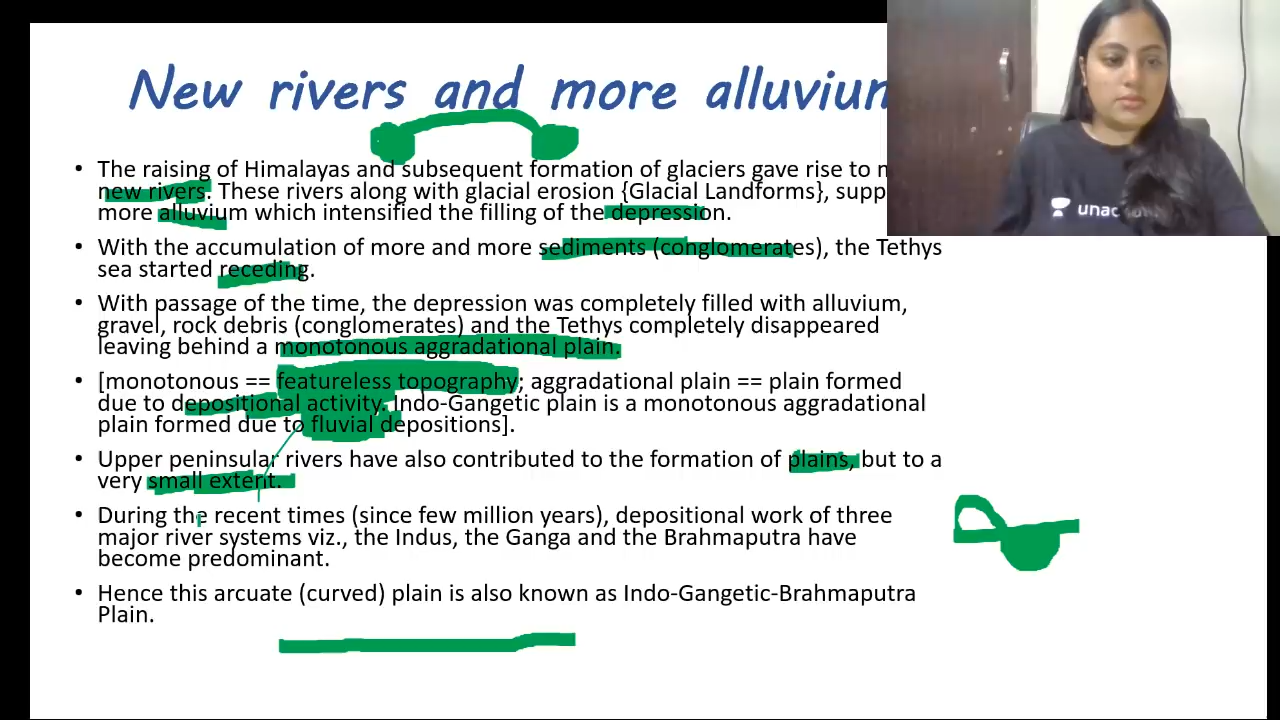 New rivers and more alluvium
• The raising of Himalayas and subsequent formation of glaciers gave rise to
new rivers. These rivers along with glacial erosion {Glacial Landforms},
more alluvium which intensified the filling of the depression.
• With the accumulation of more and more sediments (conglomerates), the Tethys
sea started receding.
• With passage of the time, the depression was completely filled with alluvium,
gravel, rock debris (conglomerates) and the Tethys completely disappeared
leaving behind a monotonous aggradational plain.
• [monotonous == featureless topography; aggradational plain == plain formed
due to depositional activity. Indo-Gangetic plain is a monotonous aggradational
plain formed due to fluvial depositions].
• Upper peninsular rivers have also contributed to the formation of plains, but to a
very small extent.
• During the recent times (since few million years), depositional work of three
major river systems viz., the Indus, the Ganga and the Brahmaputra have
become predominant.
• Hence this arcuate (curved) plain is also known as Indo-Gangetic-Brahmaputra
Plain.